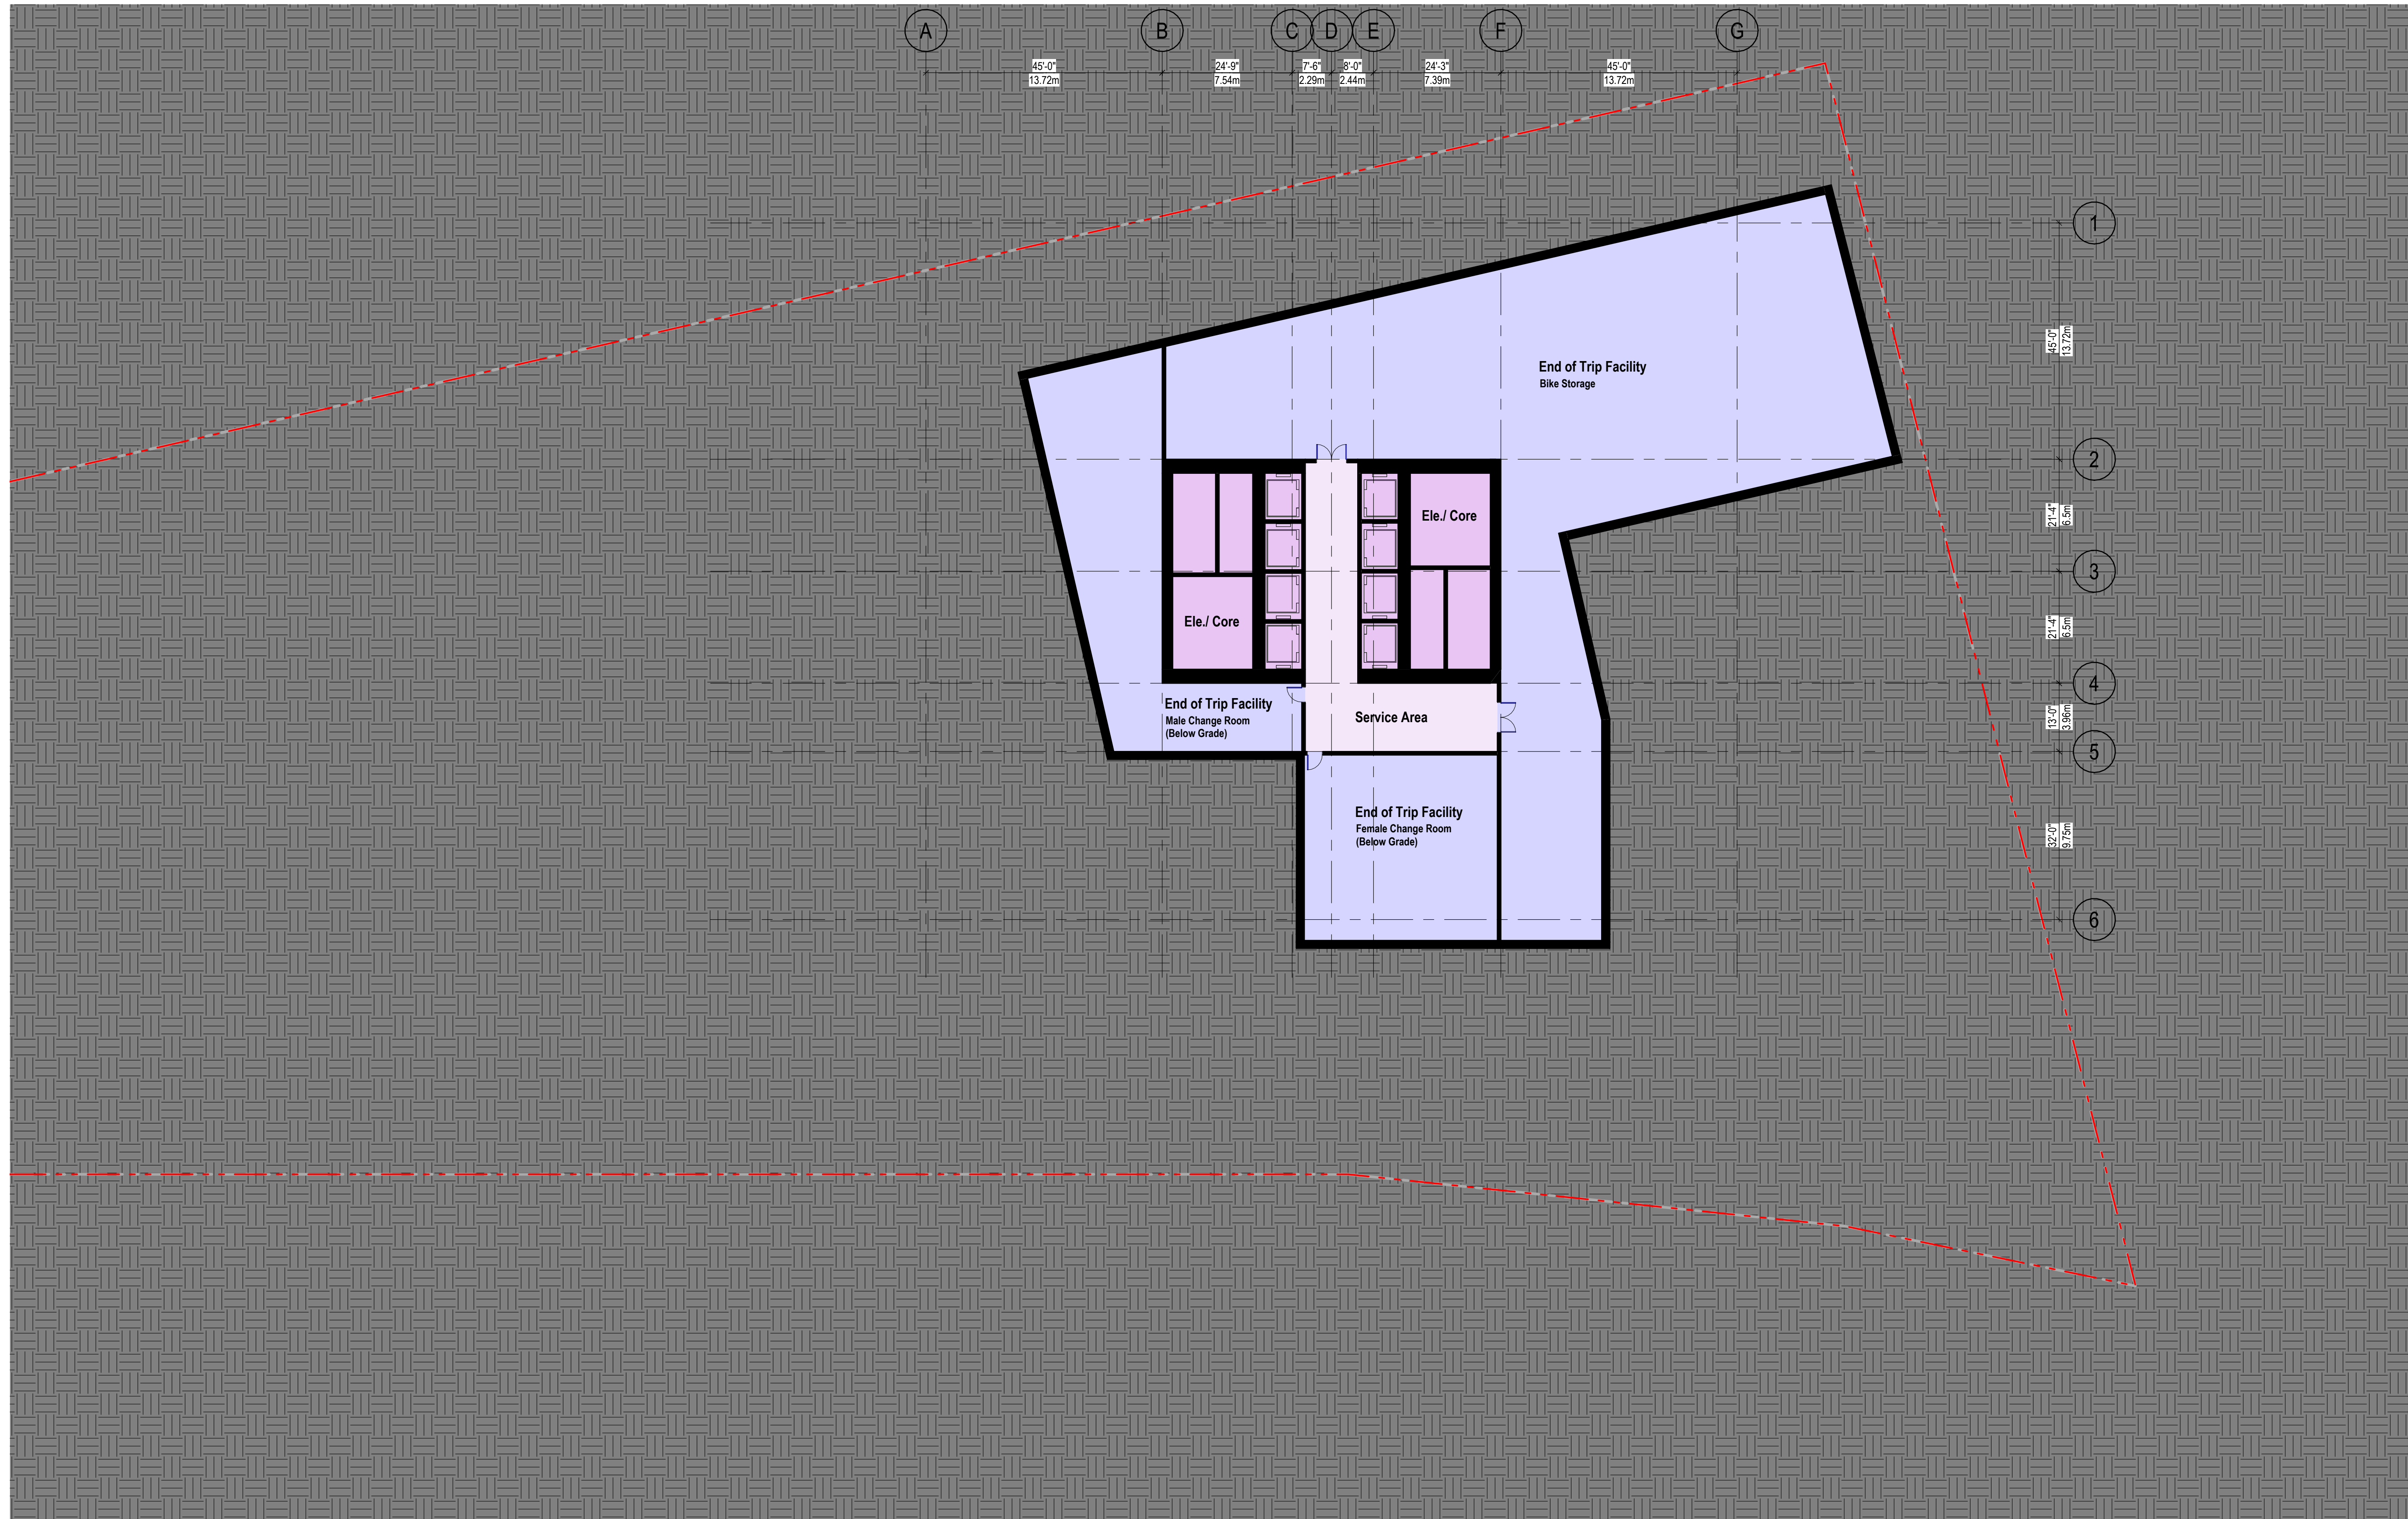 A
B
C
D
E
F
G
45'-0"
13.72m
24'-9"
7.54m
7'-6"
2.29m
8'-0"
2.44m
24'-3"
7.39m
45'-0"
13.72m
1
45'-0"
13.72m
End of Trip Facility
Bike Storage
2
21'-4"
6.5m
Ele./ Core
3
21'-4"
6.5m
Ele./ Core
4
End of Trip Facility
Male Change Room
(Below Grade)
Service Area
13'-0"
3.96m
5
End of Trip Facility
Female Change Room
(Below Grade)
32'-0"
9.75m
6